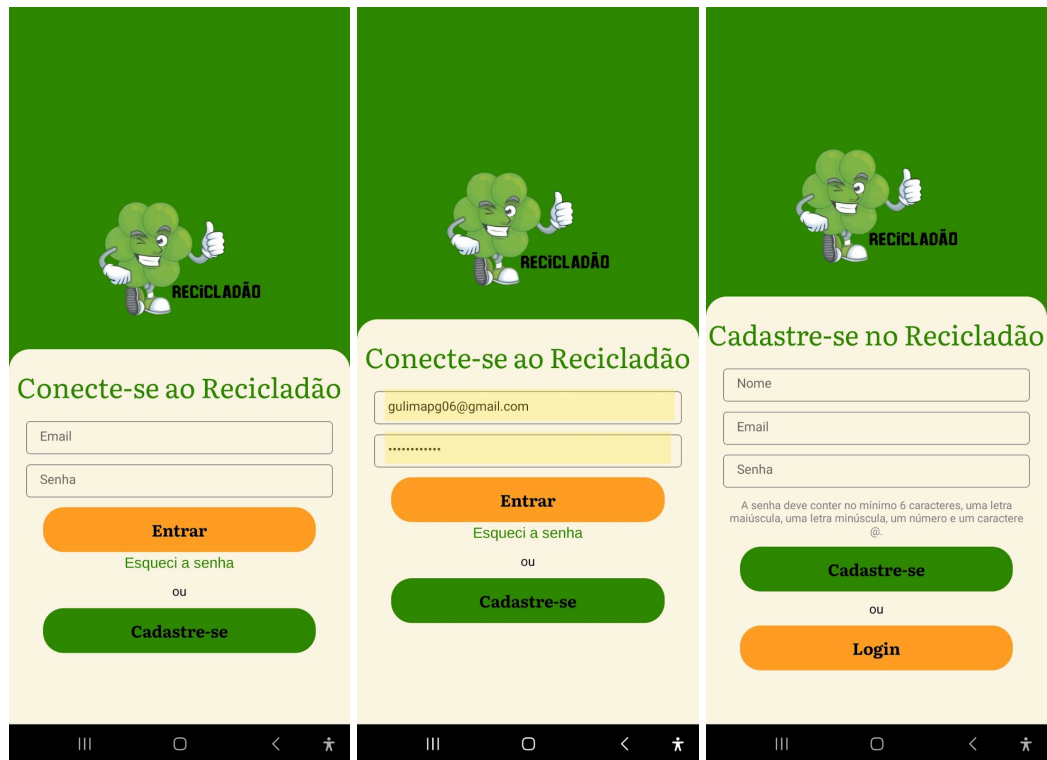 RECiCLADÃO
Conecte-se ao Recicladão
Email
Senha
Entrar
Esqueci a senha
ou
Cadastre-se
RECiCLADÃO
Conecte-se ao Recicladão
gulimapg06@gmail.com
••••••••••••
Entrar
Esqueci a senha
ou
Cadastre-se
RECiCLADÃO
Cadastre-se no Recicladão
Nome
Email
Senha
A senha deve conter no mínimo 6 caracteres, uma letra
maiúscula, uma letra minúscula, um número e um caractere
@.
Cadastre-se
ou
Login